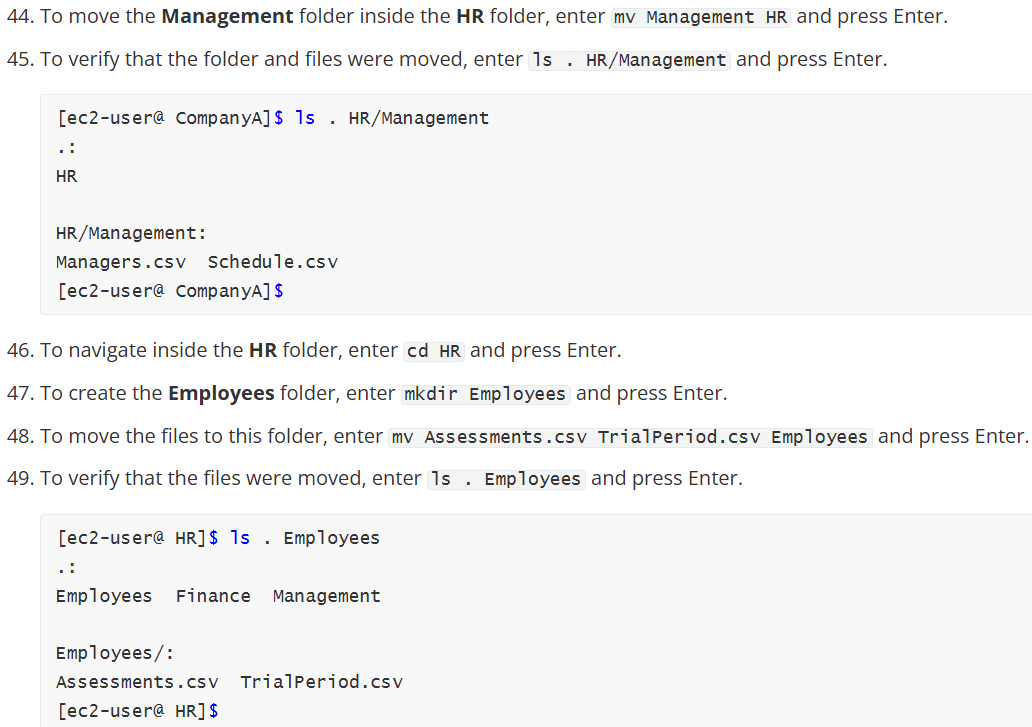 44. To move the Management folder inside the HR folder, enter mv Management HR and press Enter.
45. To verify that the folder and files were moved, enter ls . HR/Management and press Enter.
[ec2-user@ CompanyA]$ ls . HR/Management
.:
HR
HR/Management:
Managers.csv  Schedule.csv
[ec2-user@ CompanyA]$
46. To navigate inside the HR folder, enter cd HR and press Enter.
47. To create the Employees folder, enter mkdir Employees and press Enter.
48. To move the files to this folder, enter mv Assessments.csv TrialPeriod.csv Employees and press Enter.
49. To verify that the files were moved, enter ls . Employees and press Enter.
[ec2-user@ HR]$ ls . Employees
.:
Employees  Finance  Management
Employees/:
Assessments.csv  TrialPeriod.csv
[ec2-user@ HR]$